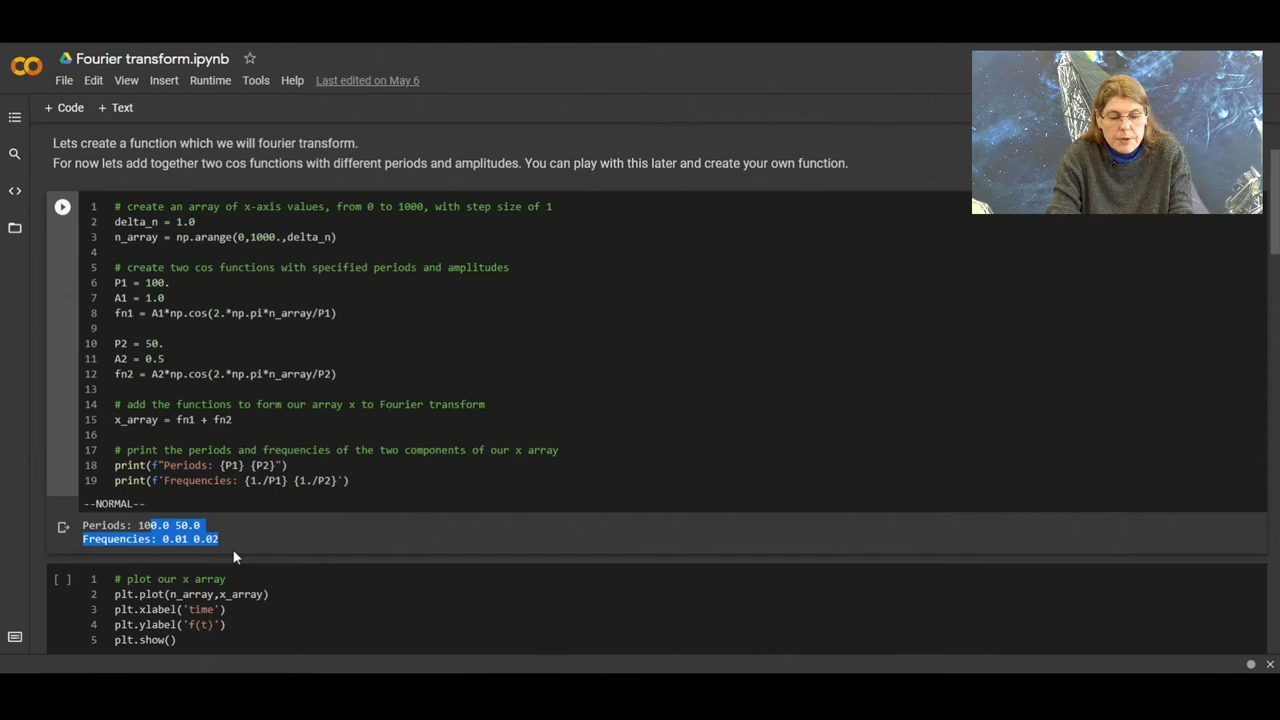 CO
Fourier transform.ipynb
File Edit View Insert Runtime Tools Help Last edited on May 6
+ Code + Text
Lets create a function which we will fourier transform.
For now lets add together two cos functions with different periods and amplitudes. You can play with this later and create your own function.
1 # create an array of x-axis values, from 0 to 1000, with step size of 1
2 delta_n = 1.0
3 n_array = np.arange(0,1000.,delta_n)
4
5 # create two cos functions with specified periods and amplitudes
6 P1 = 100.
7 A1 = 1.0
8 fn1 = A1*np.cos(2.*np.pi*n_array/P1)
9
10 P2 = 50.
11 A2 = 0.5
12 fn2 = A2*np.cos(2.*np.pi*n_array/P2)
13
14 # add the functions to form our array x to Fourier transform
15 x_array = fn1 + fn2
16
17 # print the periods and frequencies of the two components of our x array
18 print(f"Periods: {P1} {P2}")
19 print(f'Frequencies: {1./P1} {1./P2}')
--NORMAL--
Periods: 100.0 50.0
Frequencies: 0.01 0.02
[ ] 1 # plot our x array
2 plt.plot(n_array,x_array)
3 plt.xlabel('time')
4 plt.ylabel('f(t)')
5 plt.show()